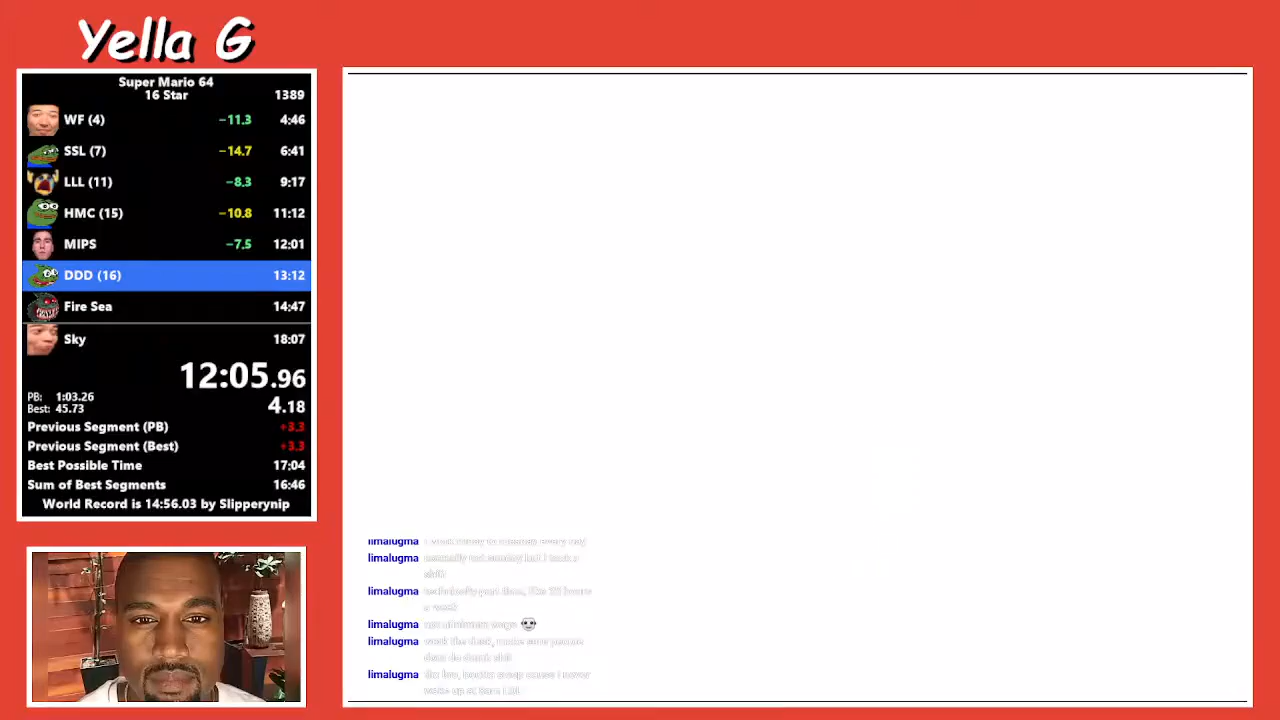 Yella G
Super Mario 64
16 Star 1389
WF (4) -11.3 4:46
SSL (7) -14.7 6:41
LLL (11) -8.3 9:17
HMC (15) -10.8 11:12
MIPS -7.5 12:01
DDD (16) 13:12
Fire Sea 14:47
Sky 18:07
12:05.96
PB: 1:03.26
Best: 45.73
4.18
Previous Segment (PB) +3.3
Previous Segment (Best) +3.3
Best Possible Time 17:04
Sum of Best Segments 16:46
World Record is 14:56.03 by Slipperynip
limalugma
limalugma
limalugma
limalugma
limalugma
limalugma